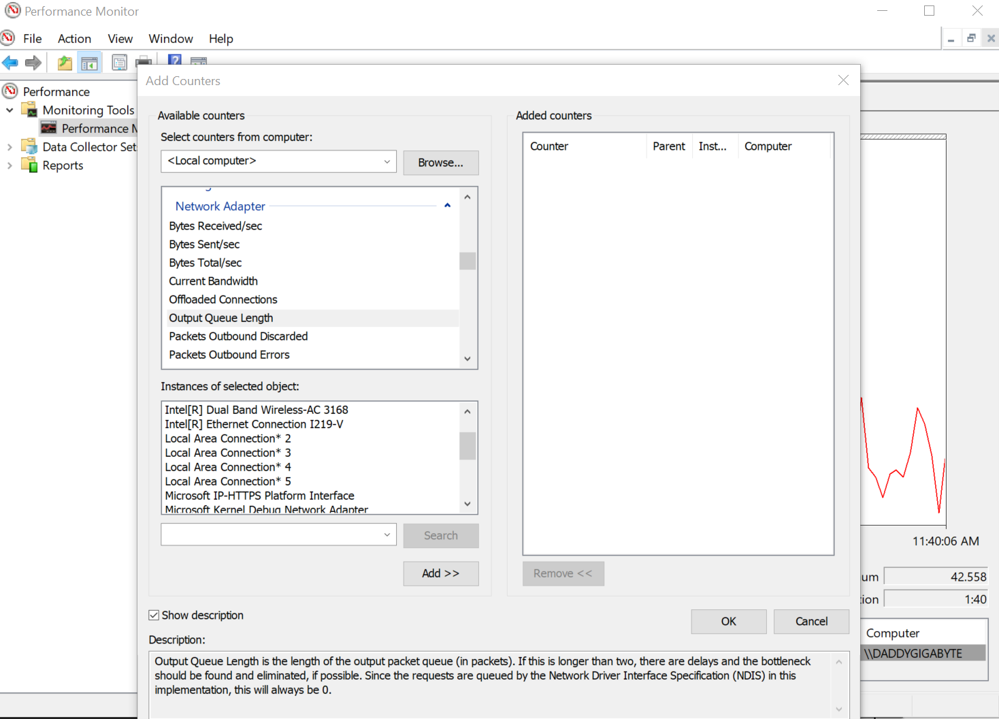 Performance Monitor
File Action View Window Help
Add Counters
Performance
Monitoring Tools
Performance M
Data Collector Set
Reports
Available counters
Select counters from computer:
<Local computer>
Browse...
Network Adapter
Bytes Received/sec
Bytes Sent/sec
Bytes Total/sec
Current Bandwidth
Offloaded Connections
Output Queue Length
Packets Outbound Discarded
Packets Outbound Errors
Instances of selected object:
Intel[R] Dual Band Wireless-AC 3168
Intel[R] Ethernet Connection I219-V
Local Area Connection* 2
Local Area Connection* 3
Local Area Connection* 4
Local Area Connection* 5
Microsoft IP-HTTPS Platform Interface
Microsoft Kernel Debug Network Adapter
Search
Add >>
Added counters
Counter Parent Inst... Computer
Remove <<
Show description
OK Cancel
Description:
Output Queue Length is the length of the output packet queue (in packets). If this is longer than two, there are delays and the bottleneck
should be found and eliminated, if possible. Since the requests are queued by the Network Driver Interface Specification (NDIS) in this
implementation, this will always be 0.
11:40:06 AM
um 42.558
tion 1:40
Computer
\\DADDYGIGABYTE